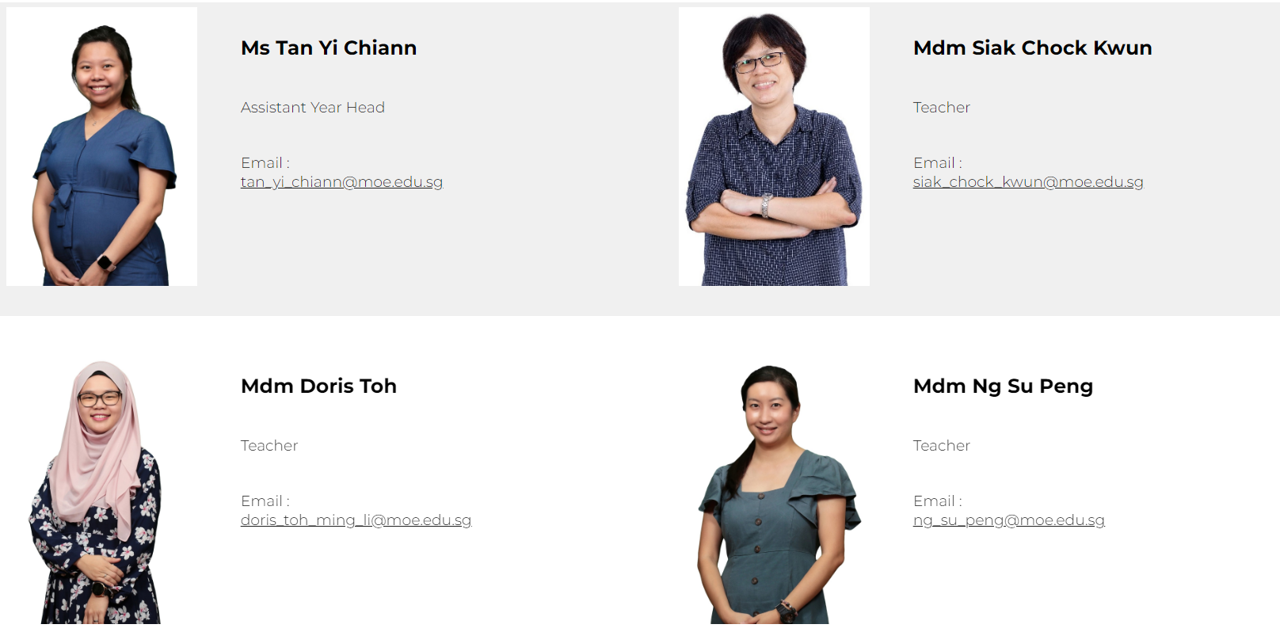 Ms Tan Yi Chiann
Assistant Year Head
Email :
tan_yi_chiann@moe.edu.sg
Mdm Siak Chock Kwun
Teacher
Email :
siak_chock_kwun@moe.edu.sg
Mdm Doris Toh
Teacher
Email :
doris_toh_ming_li@moe.edu.sg
Mdm Ng Su Peng
Teacher
Email :
ng_su_peng@moe.edu.sg